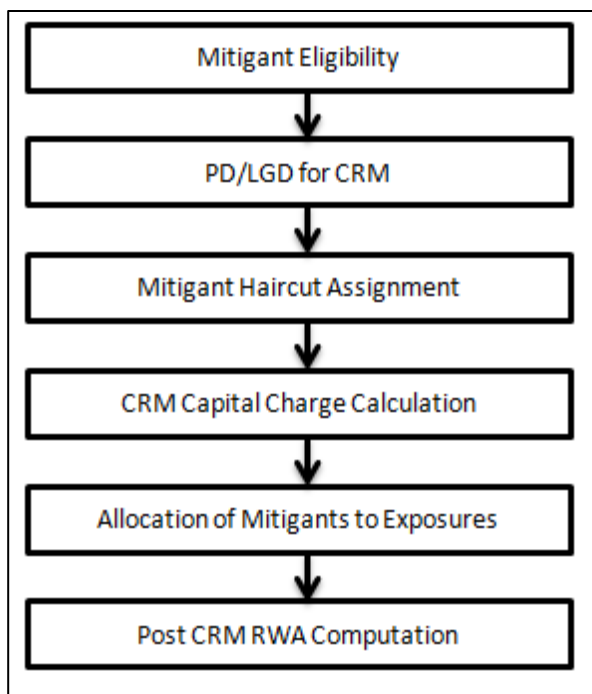 Mitigant Eligibility
PD/LGD for CRM
Mitigant Haircut Assignment
CRM Capital Charge Calculation
Allocation of Mitigants to Exposures
Post CRM RWA Computation